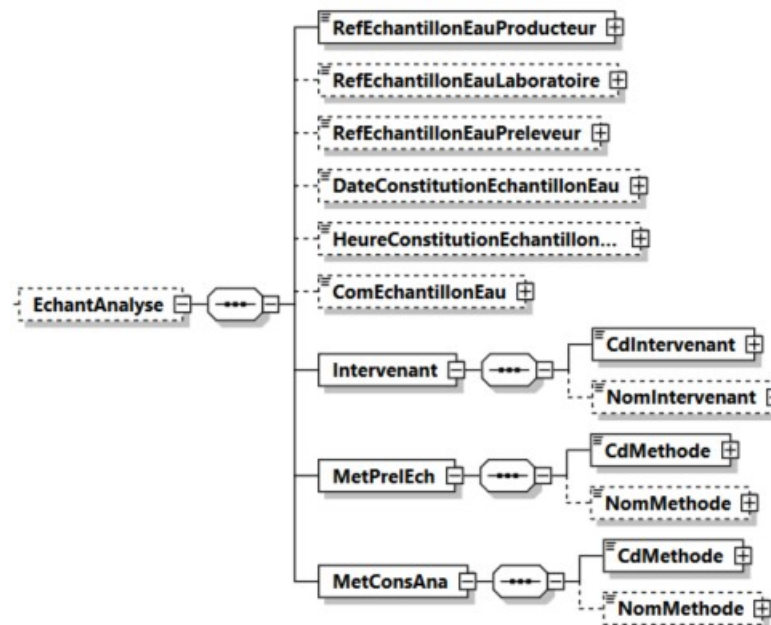 RefEchantillonEauProducteur
RefEchantillonEauLaboratoire
RefEchantillonEauPreleveur
DateConstitutionEchantillonEau
HeureConstitutionEchantillon...
EchantAnalyse
ComEchantillonEau
Intervenant
CdIntervenant
NomIntervenant
MetPrelEch
CdMethode
NomMethode
MetConsAna
CdMethode
NomMethode